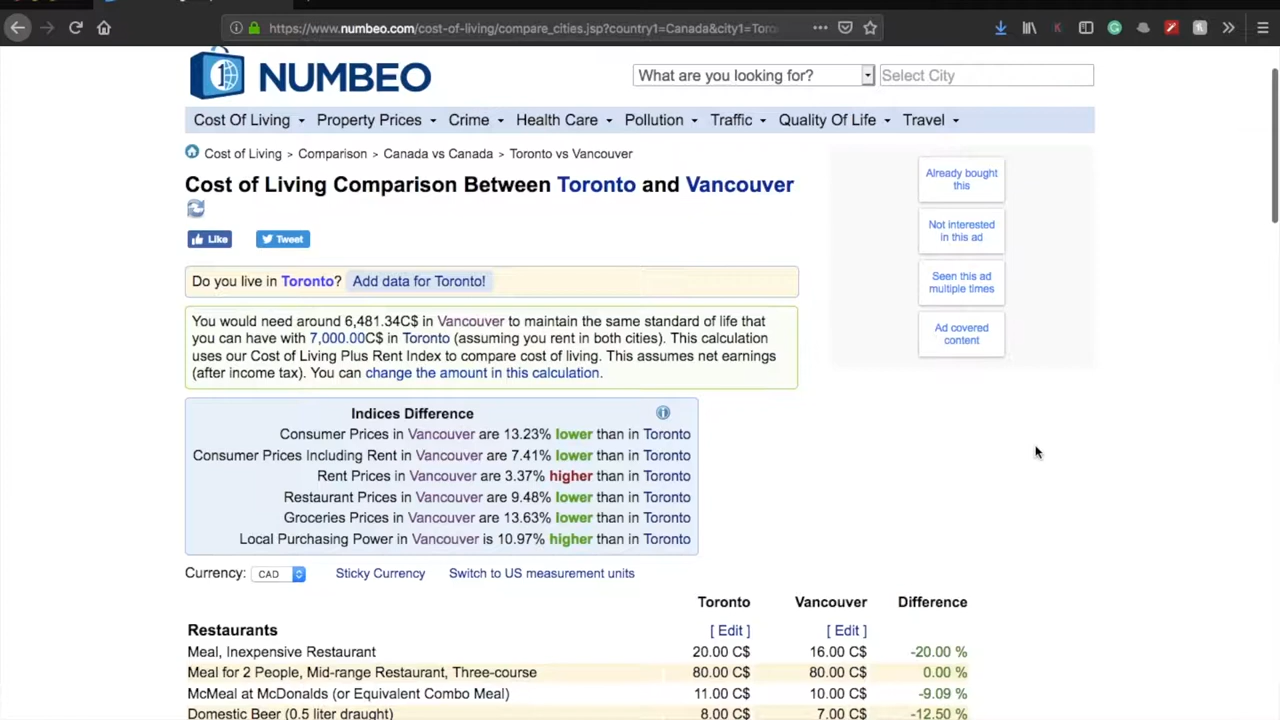 https://www.numbeo.com/cost-of-living/compare_cities.jsp?country1=Canada&city1=Toro
NUMBEO
What are you looking for?
Select City
Cost Of Living Property Prices Crime Health Care Pollution Traffic Quality Of Life Travel
Cost of Living > Comparison > Canada vs Canada > Toronto vs Vancouver
Cost of Living Comparison Between Toronto and Vancouver
Like Tweet
Already bought
this
Not interested
in this ad
Seen this ad
multiple times
Ad covered
content
Do you live in Toronto? Add data for Toronto!
You would need around 6,481.34C$ in Vancouver to maintain the same standard of life that
you can have with 7,000.00C$ in Toronto (assuming you rent in both cities). This calculation
uses our Cost of Living Plus Rent Index to compare cost of living. This assumes net earnings
(after income tax). You can change the amount in this calculation.
Indices Difference
Consumer Prices in Vancouver are 13.23% lower than in Toronto
Consumer Prices Including Rent in Vancouver are 7.41% lower than in Toronto
Rent Prices in Vancouver are 3.37% higher than in Toronto
Restaurant Prices in Vancouver are 9.48% lower than in Toronto
Groceries Prices in Vancouver are 13.63% lower than in Toronto
Local Purchasing Power in Vancouver is 10.97% higher than in Toronto
Currency: CAD Sticky Currency Switch to US measurement units
Toronto Vancouver Difference
Restaurants [ Edit ] [ Edit ]
Meal, Inexpensive Restaurant 20.00 C$ 16.00 C$ -20.00 %
Meal for 2 People, Mid-range Restaurant, Three-course 80.00 C$ 80.00 C$ 0.00 %
McMeal at McDonalds (or Equivalent Combo Meal) 11.00 C$ 10.00 C$ -9.09 %
Domestic Beer (0.5 liter draught) 8.00 C$ 7.00 C$ -12.50 %